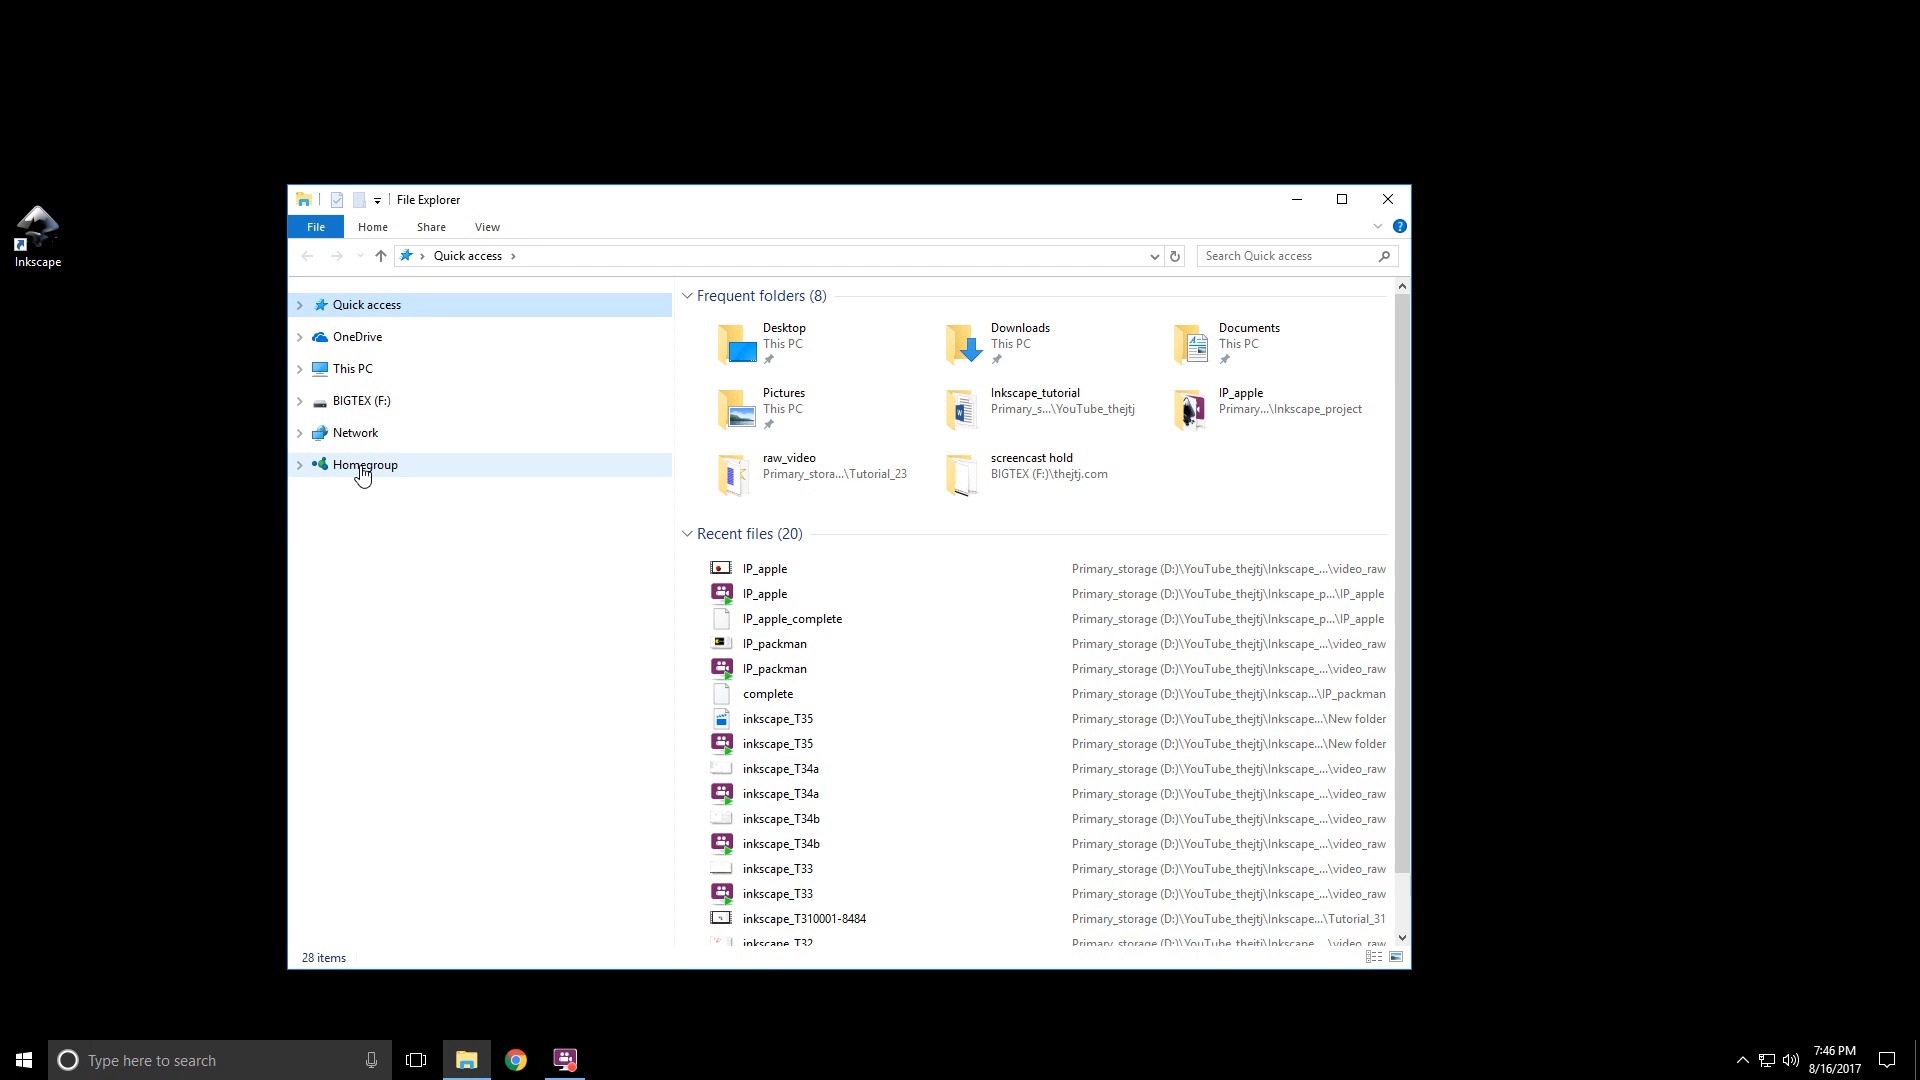 File Explorer
File
Home
Share
View
Quick access
Search Quick access
Inkscape
Quick access
OneDrive
This PC
BIGTEX (F:)
Network
Homegroup
Frequent folders (8)
Desktop
This PC
Downloads
This PC
Documents
This PC
Pictures
This PC
Inkscape_tutorial
Primary_s...\YouTube_thejtj
IP_apple
Primary...\Inkscape_project
raw_video
Primary_stora...\Tutorial_23
screencast hold
BIGTEX (F:)\thejtj.com
Recent files (20)
IP_apple Primary_storage (D:)\YouTube_thejtj\Inkscape_...\video_raw
IP_apple Primary_storage (D:)\YouTube_thejtj\Inkscape_p...\IP_apple
IP_apple_complete Primary_storage (D:)\YouTube_thejtj\Inkscape_p...\IP_apple
IP_packman Primary_storage (D:)\YouTube_thejtj\Inkscape_...\video_raw
IP_packman Primary_storage (D:)\YouTube_thejtj\Inkscape_...\video_raw
complete Primary_storage (D:)\YouTube_thejtj\Inkscap...\IP_packman
inkscape_T35 Primary_storage (D:)\YouTube_thejtj\Inkscape...\New folder
inkscape_T35 Primary_storage (D:)\YouTube_thejtj\Inkscape...\New folder
inkscape_T34a Primary_storage (D:)\YouTube_thejtj\Inkscape_...\video_raw
inkscape_T34a Primary_storage (D:)\YouTube_thejtj\Inkscape_...\video_raw
inkscape_T34b Primary_storage (D:)\YouTube_thejtj\Inkscape_...\video_raw
inkscape_T34b Primary_storage (D:)\YouTube_thejtj\Inkscape_...\video_raw
inkscape_T33 Primary_storage (D:)\YouTube_thejtj\Inkscape_...\video_raw
inkscape_T33 Primary_storage (D:)\YouTube_thejtj\Inkscape_...\video_raw
inkscape_T310001-8484 Primary_storage (D:)\YouTube_thejtj\Inkscape...\Tutorial_31
inkscape_T32 Primary_storage (D:)\YouTube_thejtj\Inkscape_...\video_raw
28 items
Type here to search
7:46 PM
8/16/2017